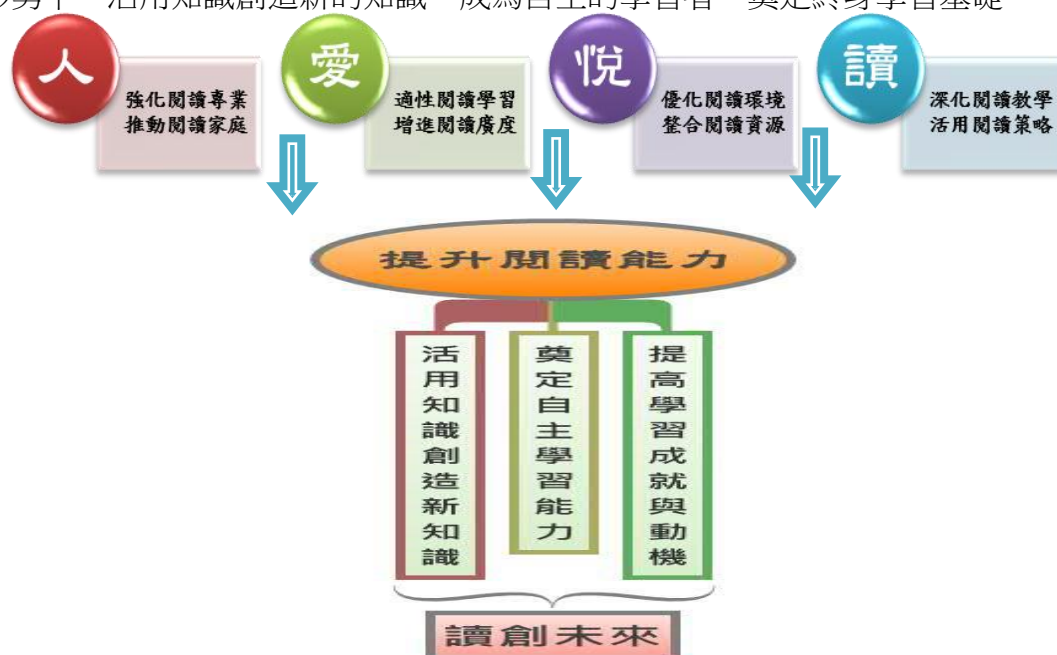 活用知識創造新的知識 成為自主的學習者 奠定終身學習基礎
人
強化閱讀專業
推動閱讀家庭
愛
適性閱讀學習
增進閱讀廣度
悅
優化閱讀環境
整合閱讀資源
讀
深化閱讀教學
活用閱讀策略
提升閱讀能力
活用知識創造新知識
奠定自主學習能力
提高學習成就與動機
讀創未來